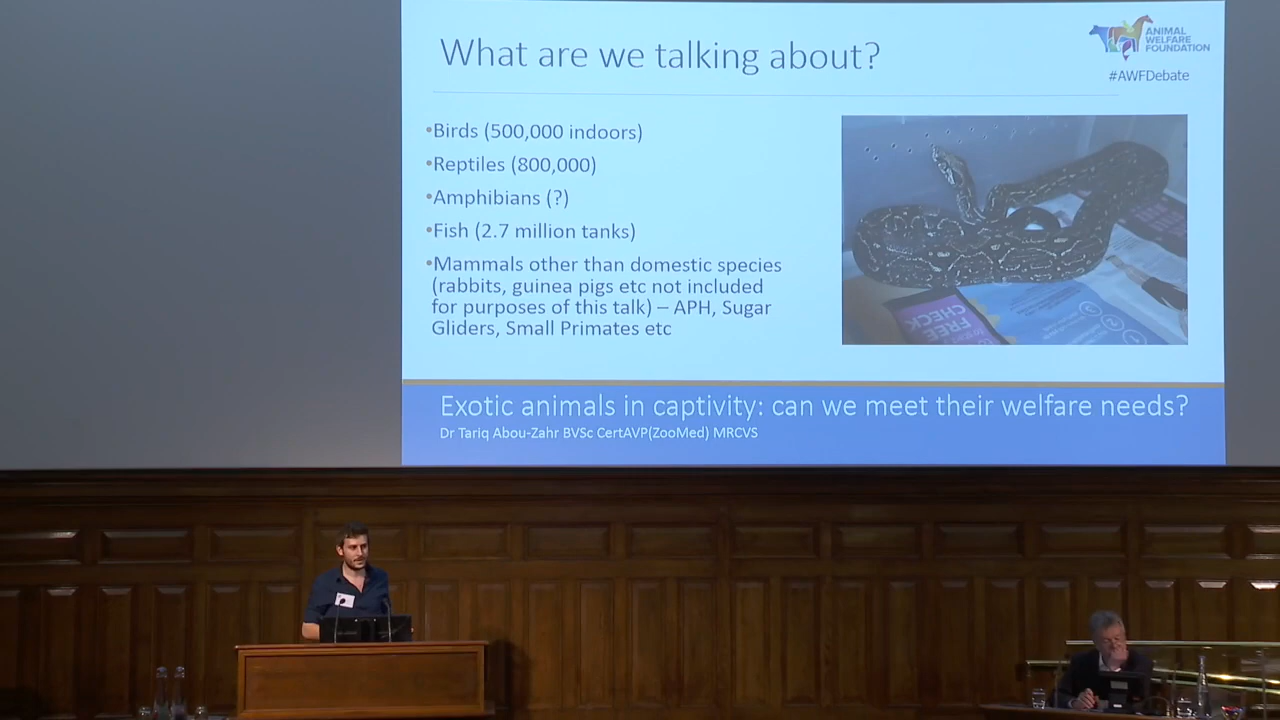 What are we talking about?
ANIMAL
WELFARE
FOUNDATION
#AWFDebate
•Birds (500,000 indoors)
•Reptiles (800,000)
•Amphibians (?)
•Fish (2.7 million tanks)
•Mammals other than domestic species
(rabbits, guinea pigs etc not included
for purposes of this talk) – APH, Sugar
Gliders, Small Primates etc
CHECK
FREE
Exotic animals in captivity: can we meet their welfare needs?
Dr Tariq Abou-Zahr BVSc CertAVP(ZooMed) MRCVS